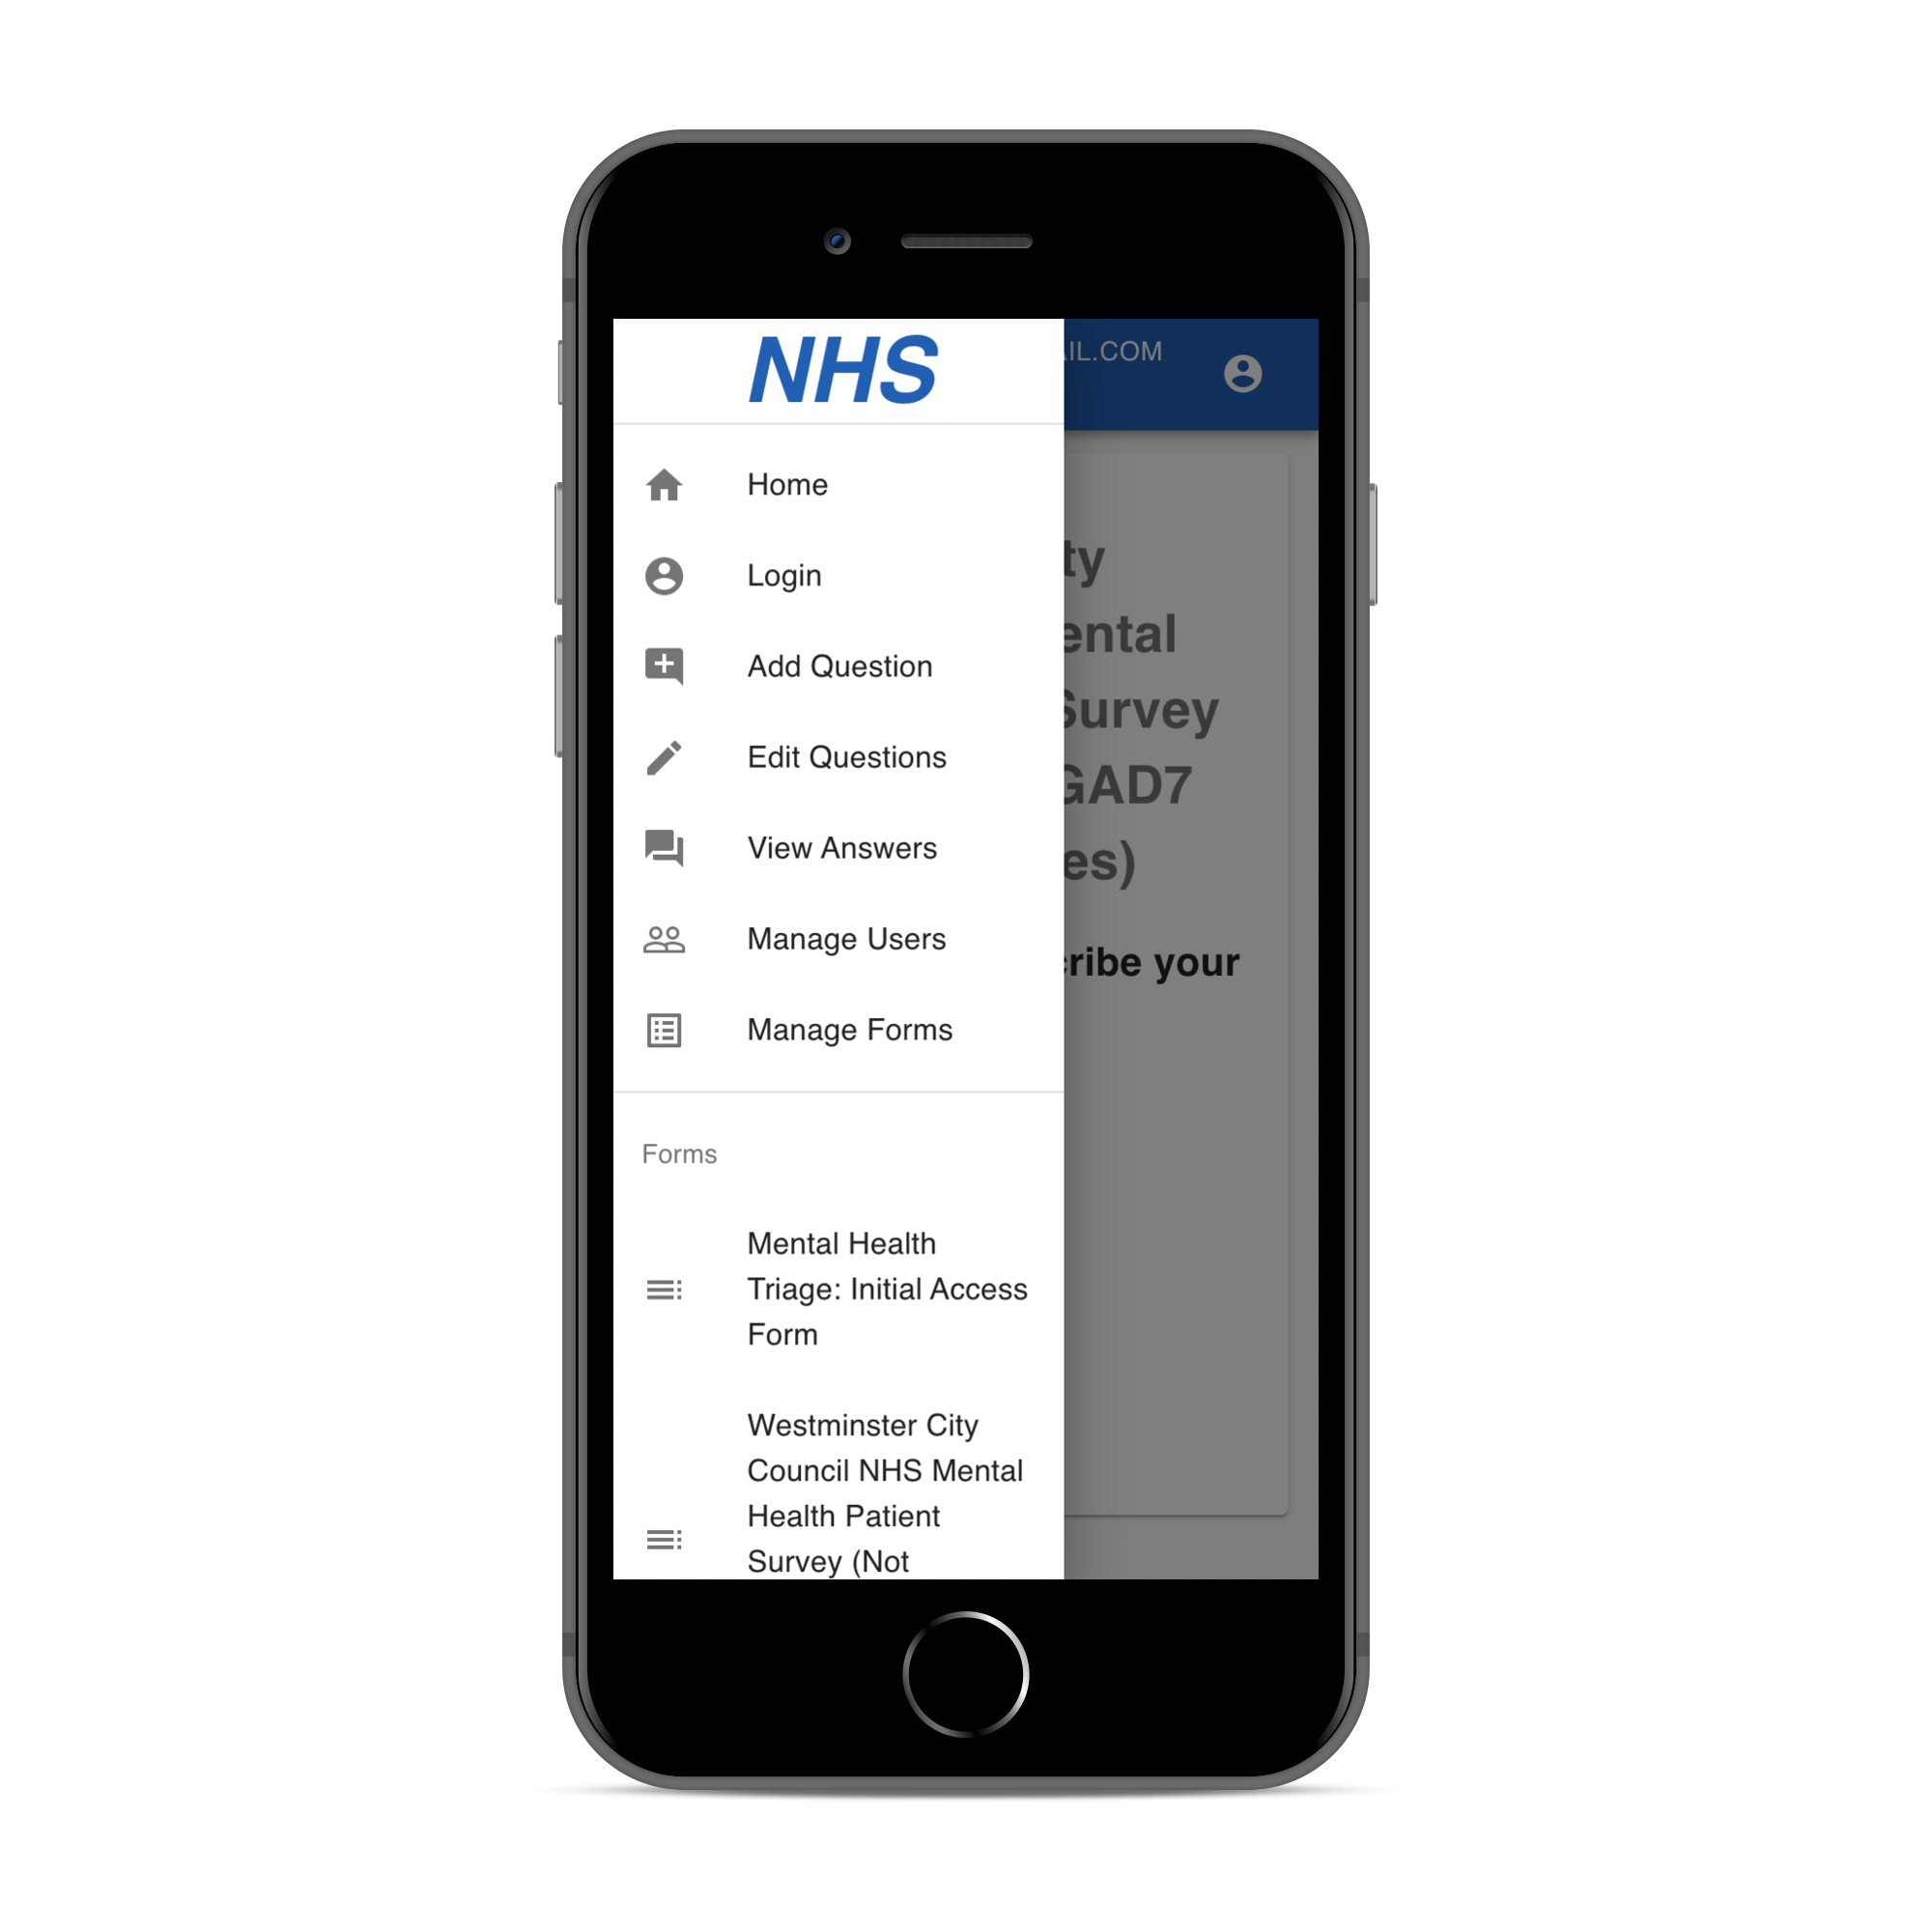 NHS
Home
Login
Add Question
Edit Questions
View Answers
Manage Users
Manage Forms
Forms
Mental Health
Triage: Initial Access
Form
Westminster City
Council NHS Mental
Health Patient
Survey (Not
IL.COM
ty
ental
Survey
GAD7
es)
ribe your